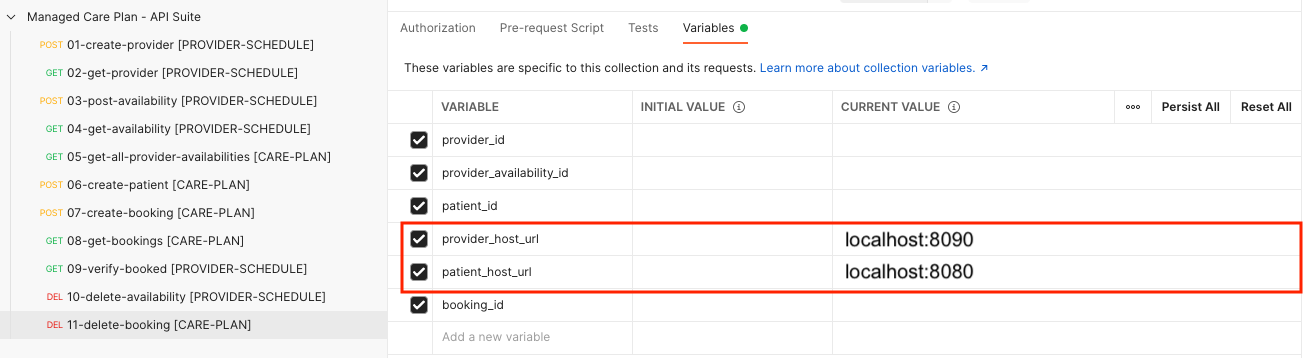 Managed Care Plan - API Suite
POST 01-create-provider [PROVIDER-SCHEDULE]
GET 02-get-provider [PROVIDER-SCHEDULE]
POST 03-post-availability [PROVIDER-SCHEDULE]
GET 04-get-availability [PROVIDER-SCHEDULE]
GET 05-get-all-provider-availabilities [CARE-PLAN]
POST 06-create-patient [CARE-PLAN]
POST 07-create-booking [CARE-PLAN]
GET 08-get-bookings [CARE-PLAN]
GET 09-verify-booked [PROVIDER-SCHEDULE]
DEL 10-delete-availability [PROVIDER-SCHEDULE]
DEL 11-delete-booking [CARE-PLAN]
Authorization Pre-request Script Tests Variables
These variables are specific to this collection and its requests. Learn more about collection variables. ↗
VARIABLE INITIAL VALUE CURRENT VALUE Persist All Reset All
provider_id
provider_availability_id
patient_id
provider_host_url localhost:8090
patient_host_url localhost:8080
booking_id
Add a new variable